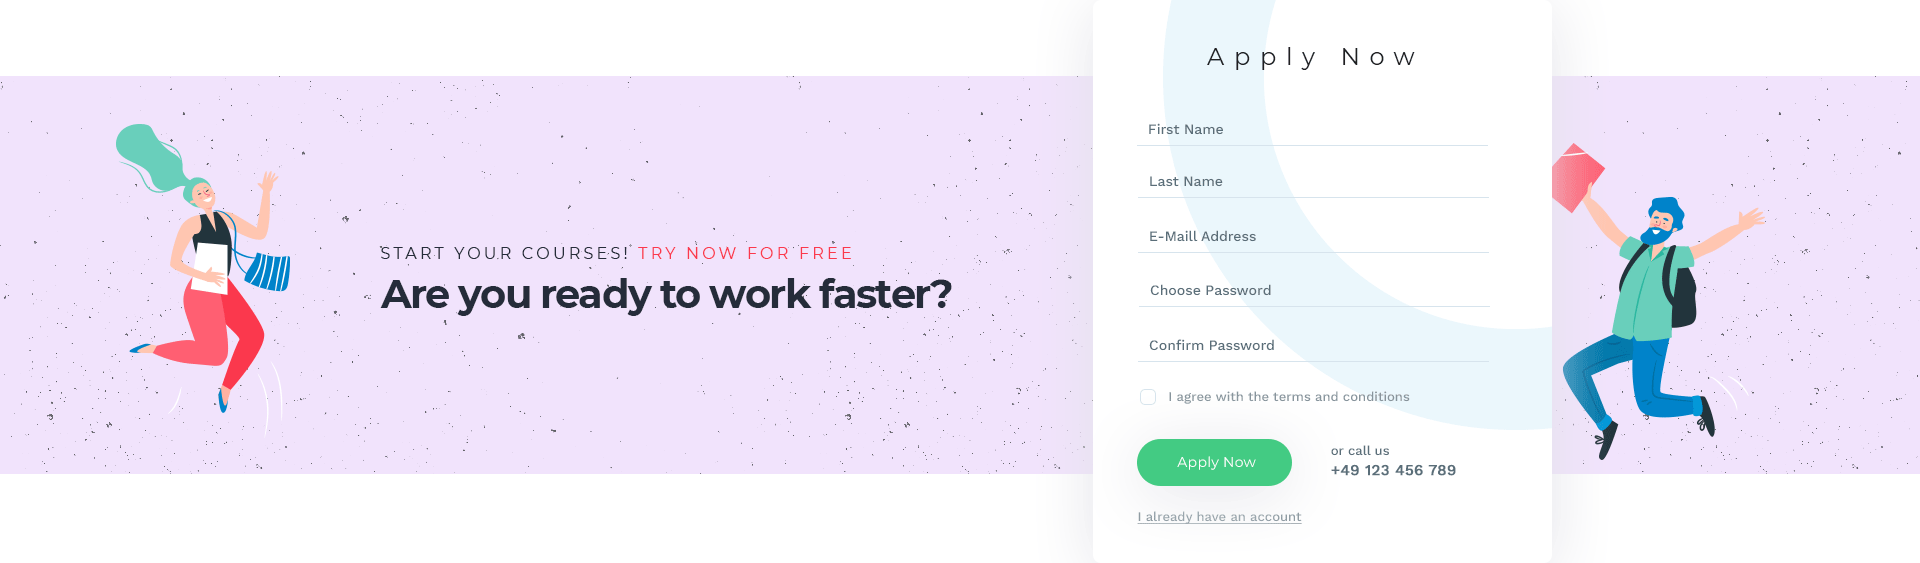 START YOUR COURSES! TRY NOW FOR FREE
Are you ready to work faster?
Apply Now
First Name
Last Name
E-Maill Address
Choose Password
Confirm Password
I agree with the terms and conditions
Apply Now
or call us
+49 123 456 789
I already have an account